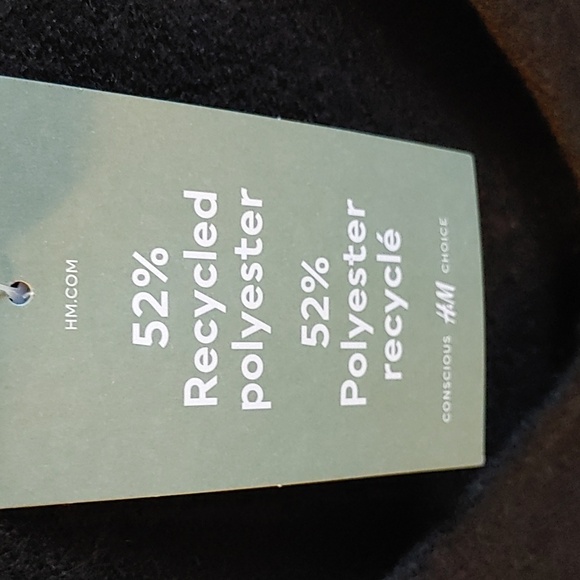 HM.COM
52%
Recycled
polyester
52%
Polyester
recyclé
CONSCIOUS H&M CHOICE